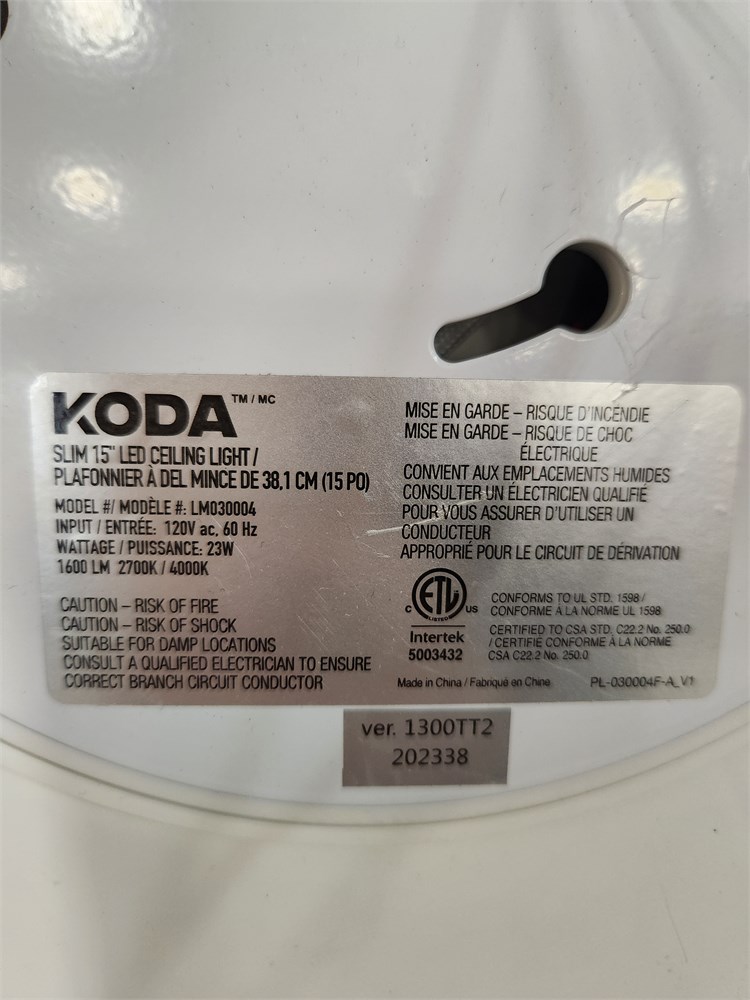 KODA™/MC
SLIM 15" LED CEILING LIGHT /
PLAFONNIER À DEL MINCE DE 38,1 CM (15 PO)
MODEL #/ MODÈLE #: LM030004
INPUT / ENTRÉE: 120V ac, 60 Hz
WATTAGE / PUISSANCE: 23W
1600 LM 2700K / 4000K
CAUTION – RISK OF FIRE
CAUTION – RISK OF SHOCK
SUITABLE FOR DAMP LOCATIONS
CONSULT A QUALIFIED ELECTRICIAN TO ENSURE
CORRECT BRANCH CIRCUIT CONDUCTOR
MISE EN GARDE – RISQUE D'INCENDIE
MISE EN GARDE – RISQUE DE CHOC
ÉLECTRIQUE
CONVIENT AUX EMPLACEMENTS HUMIDES
CONSULTER UN ÉLECTRICIEN QUALIFIÉ
POUR VOUS ASSURER D'UTILISER UN
CONDUCTEUR
APPROPRIÉ POUR LE CIRCUIT DE DÉRIVATION
C ETL US
LISTED
Intertek
5003432
CONFORMS TO UL STD. 1598 /
CONFORME À LA NORME UL 1598
CERTIFIED TO CSA STD. C22.2 No. 250.0
/ CERTIFIÉ CONFORME À LA NORME
CSA C22.2 No. 250.0
Made in China / Fabriqué en Chine
PL-030004F-A_V1
ver. 1300TT2
202338